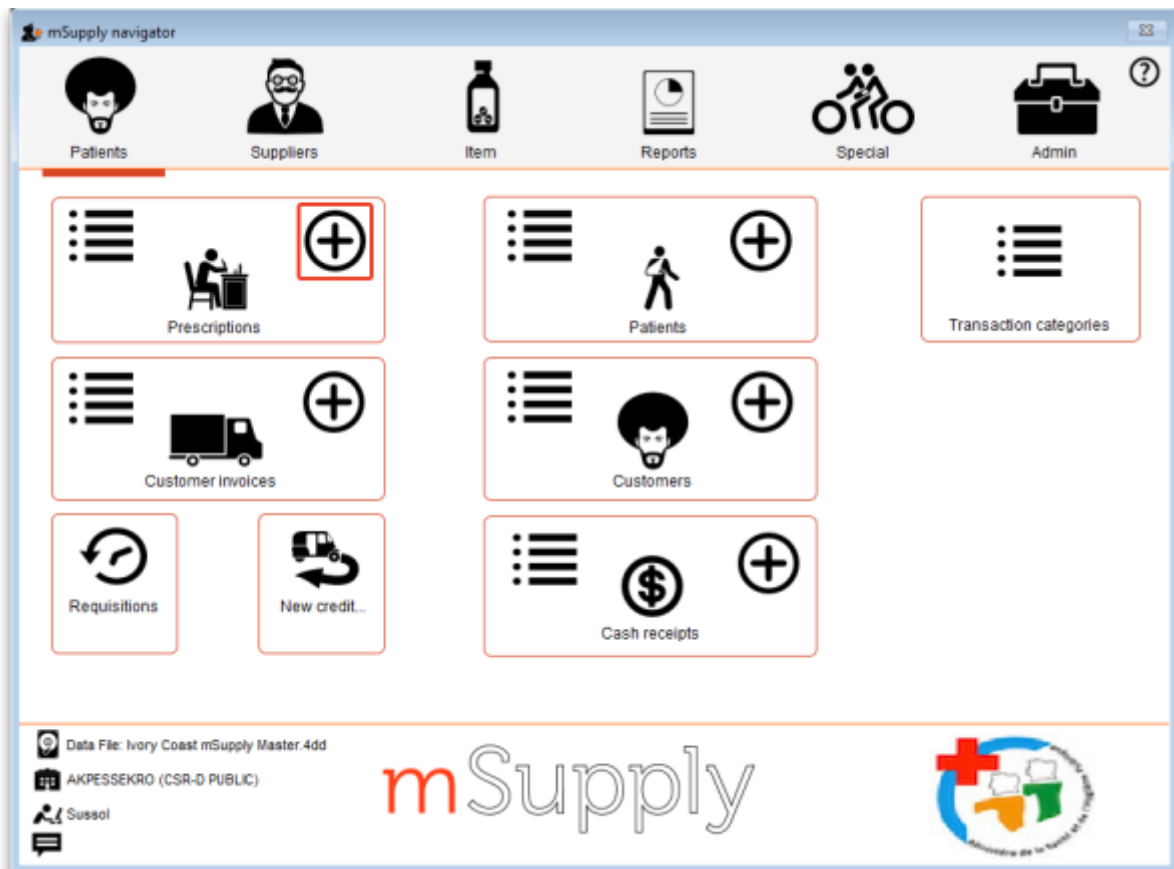 mSupply navigator
Patients
Suppliers
Item
Reports
Special
Admin
Prescriptions
Patients
Transaction categories
Customer invoices
Customers
Requisitions
New credit...
Cash receipts
Data File: Ivory Coast mSupply Master.4dd
AKPESSEKRO (CSR-D PUBLIC)
Sussol
mSupply